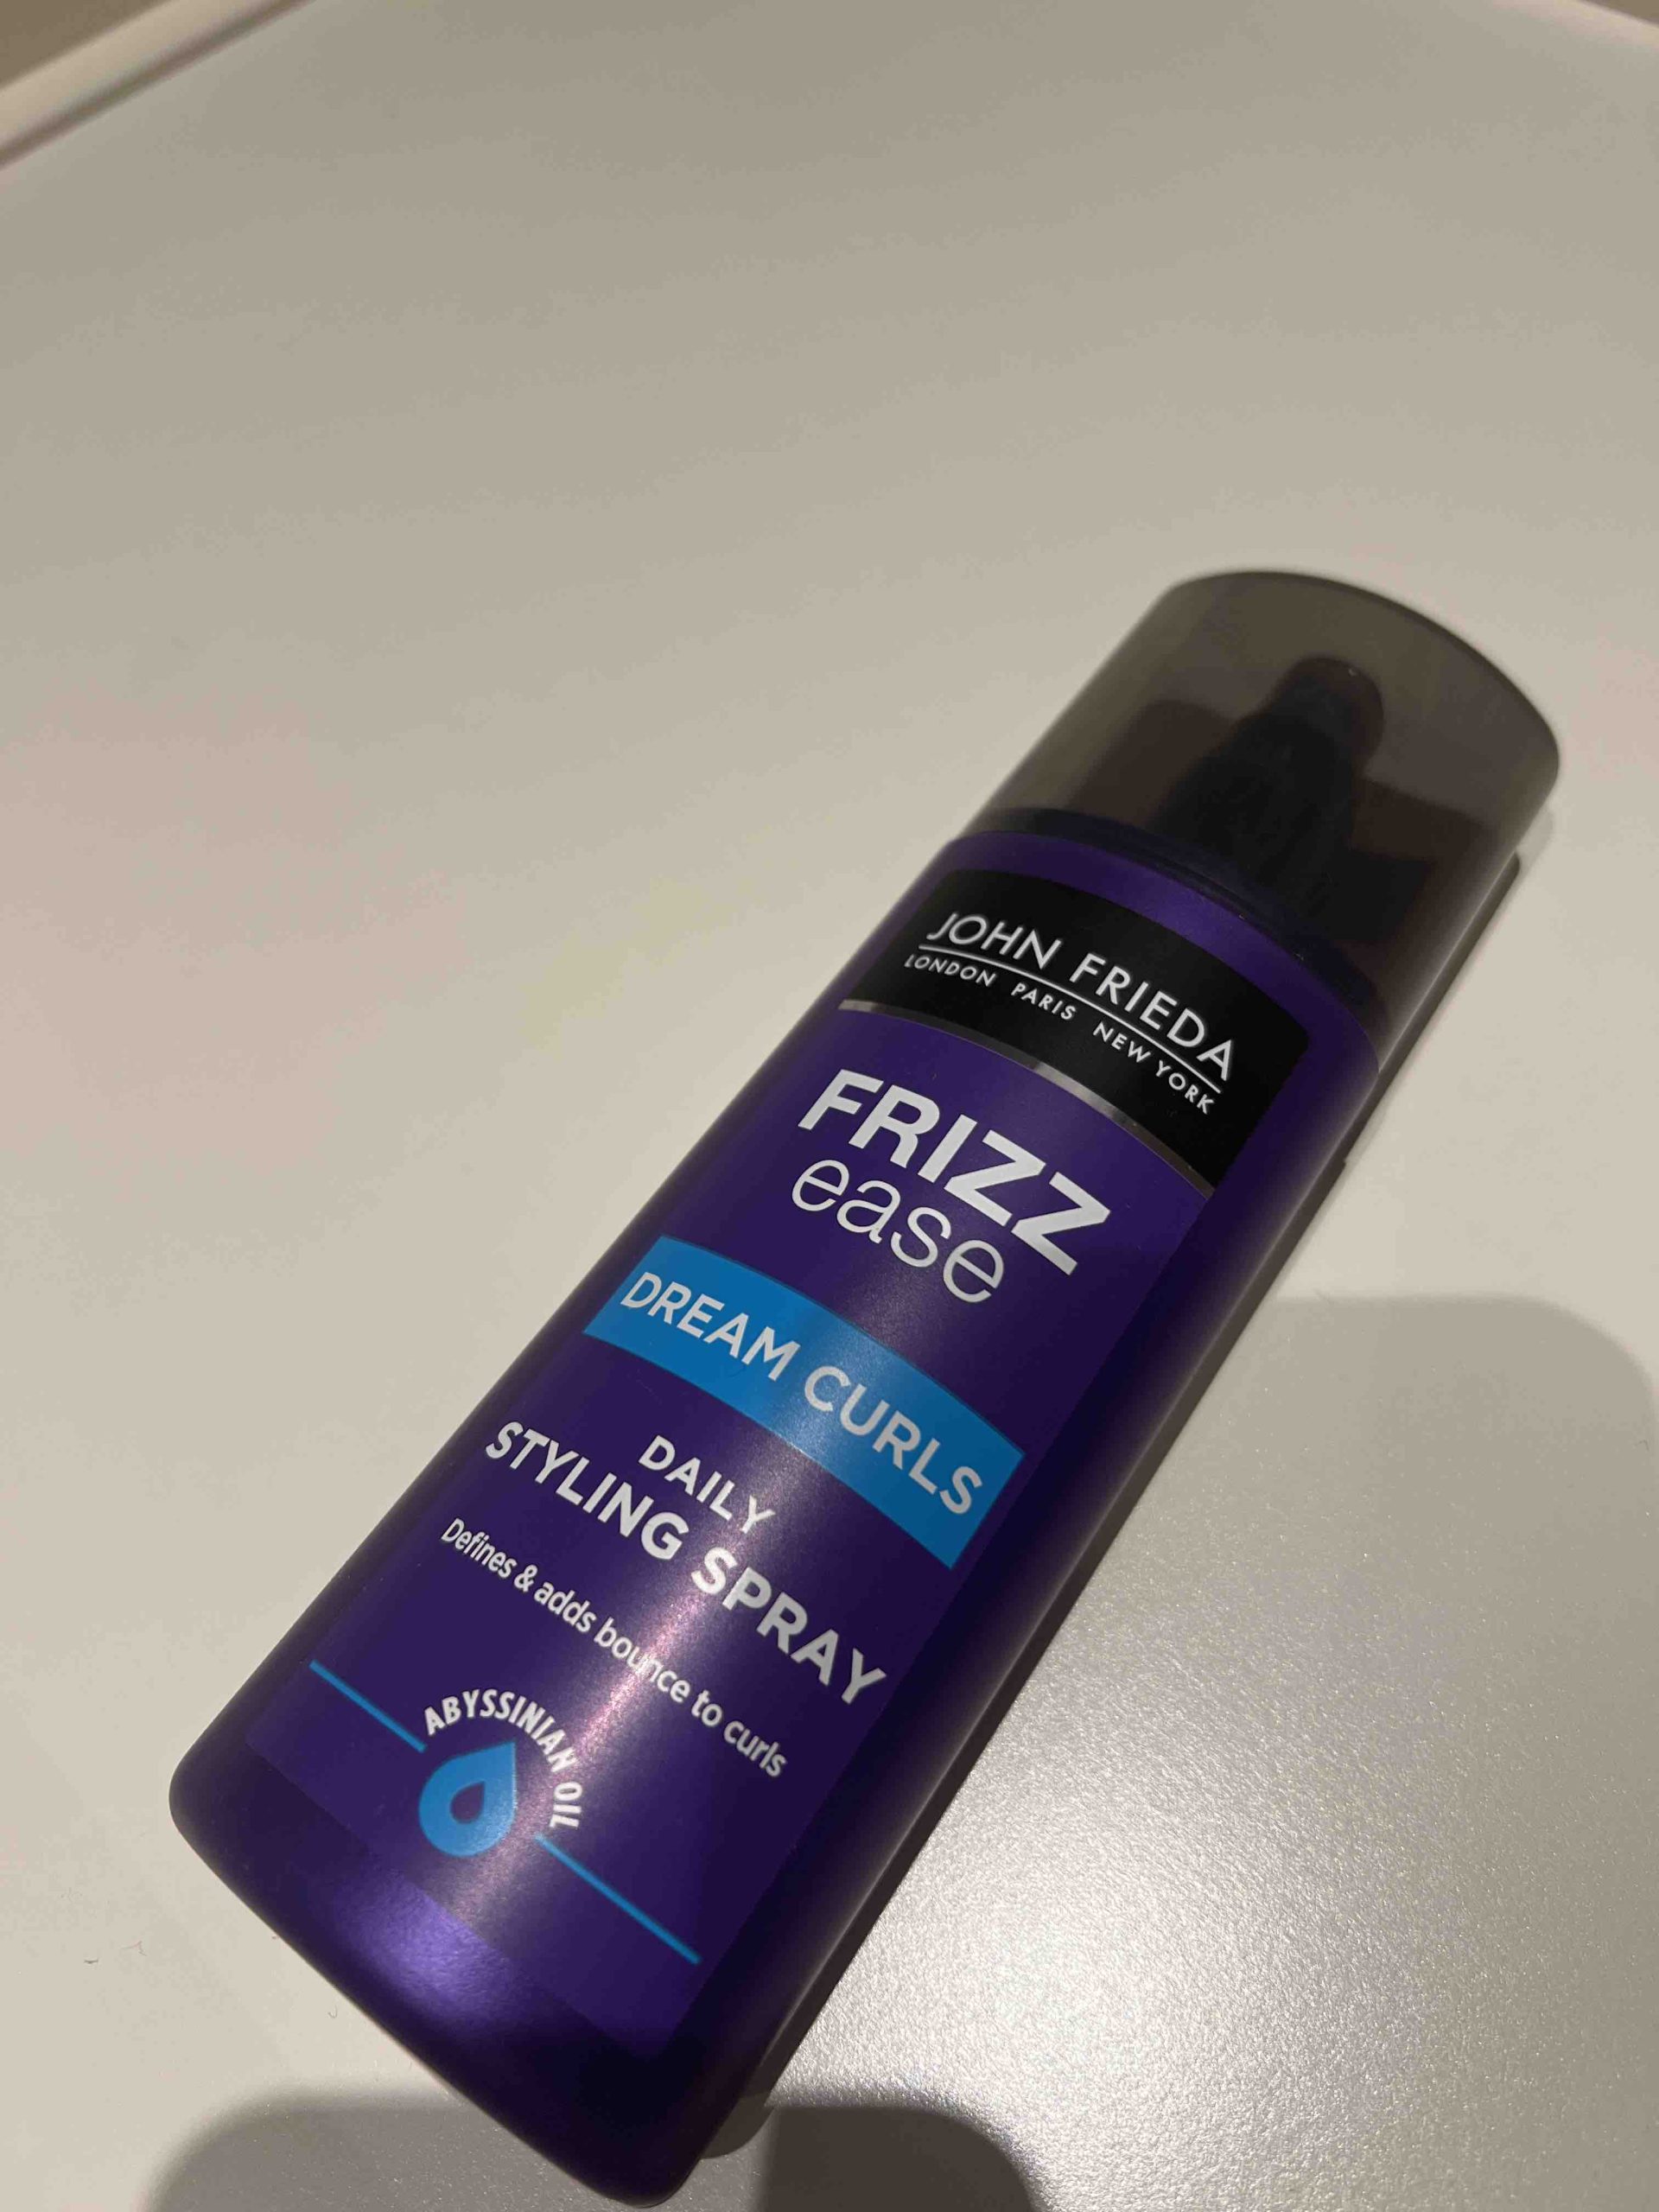 JOHN FRIEDA
LONDON PARIS NEW YORK
FRIZZ
ease
DREAM CURLS
DAILY
STYLING SPRAY
Defines & adds bounce to curls
ABYSSINIAN OIL